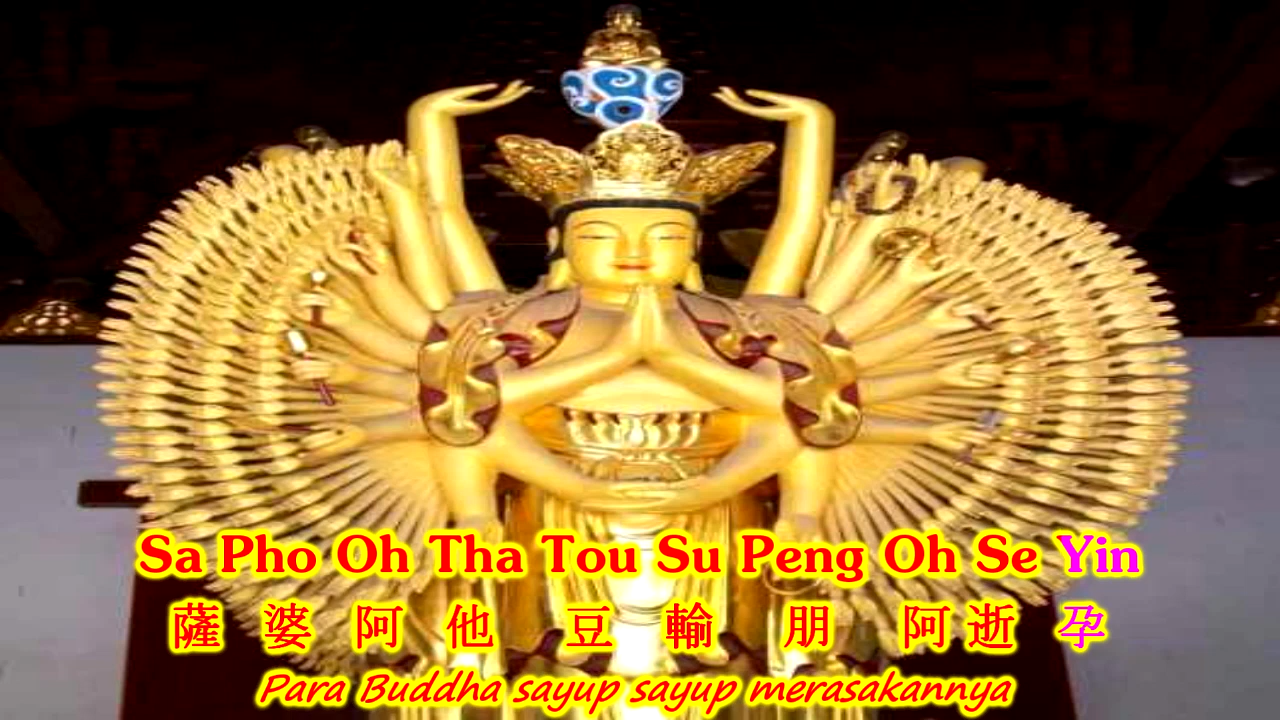 Sa Pho Oh Tha Tou Su Peng Oh Se Yin
薩 婆 阿 他 豆 輸 朋 阿 逝 孕
Para Buddha sayup sayup merasakannya